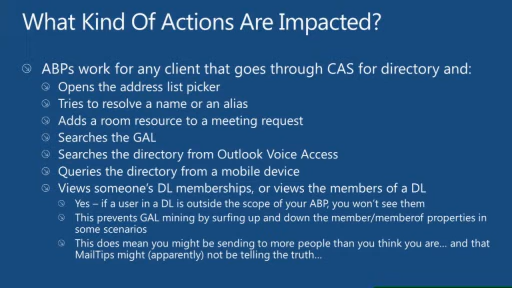 What Kind Of Actions Are Impacted?
ABPs work for any client that goes through CAS for directory and:
Opens the address list picker
Tries to resolve a name or an alias
Adds a room resource to a meeting request
Searches the GAL
Searches the directory from Outlook Voice Access
Queries the directory from a mobile device
Views someone's DL memberships, or views the members of a DL
Yes – if a user in a DL is outside the scope of your ABP, you won't see them
This prevents GAL mining by surfing up and down the member/memberof properties in
some scenarios
This does mean you might be sending to more people than you think you are... and that
MailTips might (apparently) not be telling the truth...